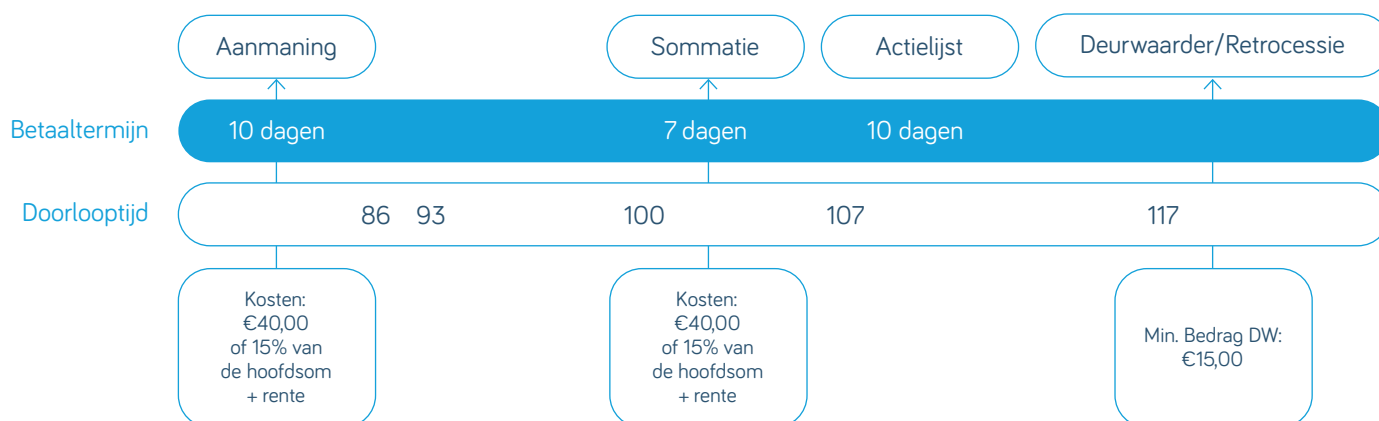 Aanmaning
Sommatie
Actielijst
Deurwaarder/Retrocessie
Betaaltermijn
10 dagen
7 dagen
10 dagen
Doorlooptijd
86
93
100
107
117
Kosten:
€40,00
of 15% van
de hoofdsom
+ rente
Kosten:
€40,00
of 15% van
de hoofdsom
+ rente
Min. Bedrag DW:
€15,00